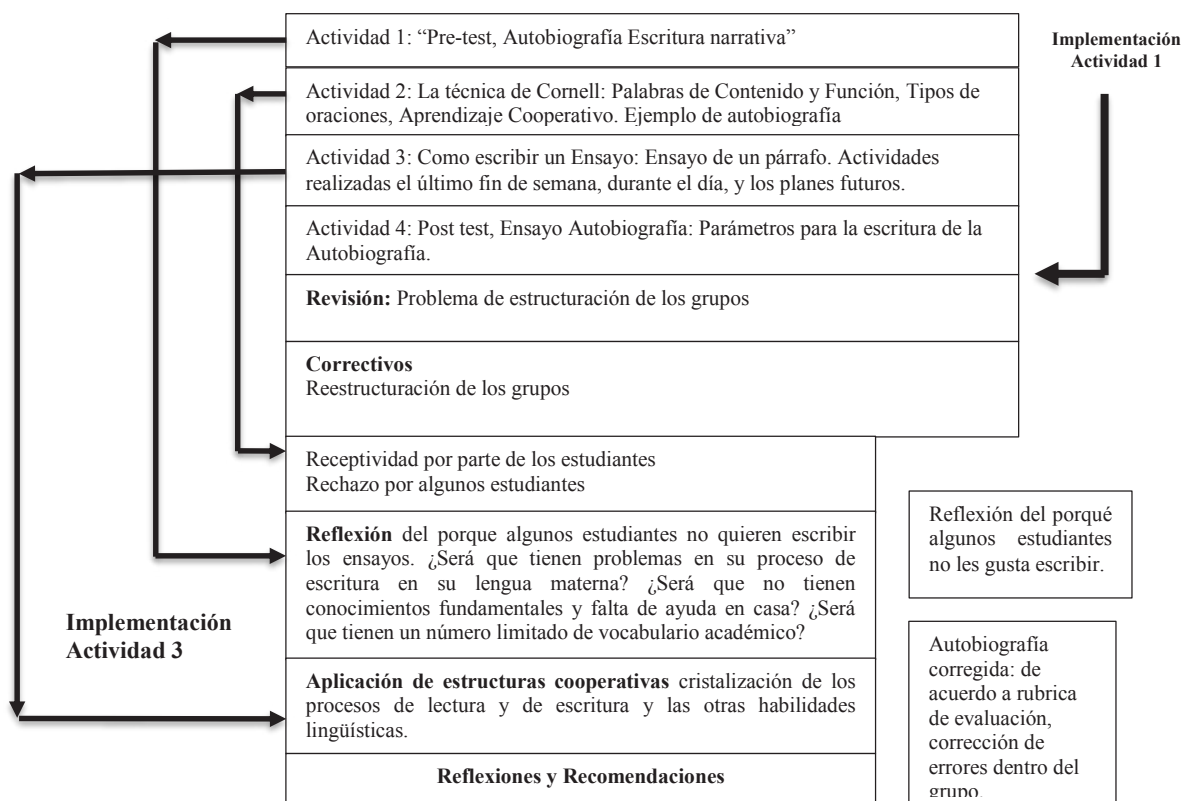 Actividad 1: “Pre-test, Autobiografía Escritura narrativa”
Implementación
Actividad 1
Actividad 2: La técnica de Cornell: Palabras de Contenido y Función, Tipos de
oraciones, Aprendizaje Cooperativo. Ejemplo de autobiografía
Actividad 3: Como escribir un Ensayo: Ensayo de un párrafo. Actividades
realizadas el último fin de semana, durante el día, y los planes futuros.
Actividad 4: Post test, Ensayo Autobiografía: Parámetros para la escritura de la
Autobiografía.
Revisión: Problema de estructuración de los grupos
Correctivos
Reestructuración de los grupos
Receptividad por parte de los estudiantes
Rechazo por algunos estudiantes
Reflexión del porque algunos estudiantes no quieren escribir
los ensayos. ¿Será que tienen problemas en su proceso de
escritura en su lengua materna? ¿Será que no tienen
conocimientos fundamentales y falta de ayuda en casa? ¿Será
que tienen un número limitado de vocabulario académico?
Reflexión del porqué
algunos estudiantes
no les gusta escribir.
Implementación
Actividad 3
Aplicación de estructuras cooperativas cristalización de los
procesos de lectura y de escritura y las otras habilidades
lingüísticas.
Autobiografía
corregida: de
acuerdo a rubrica
de evaluación,
corrección de
errores dentro del
grupo.
Reflexiones y Recomendaciones